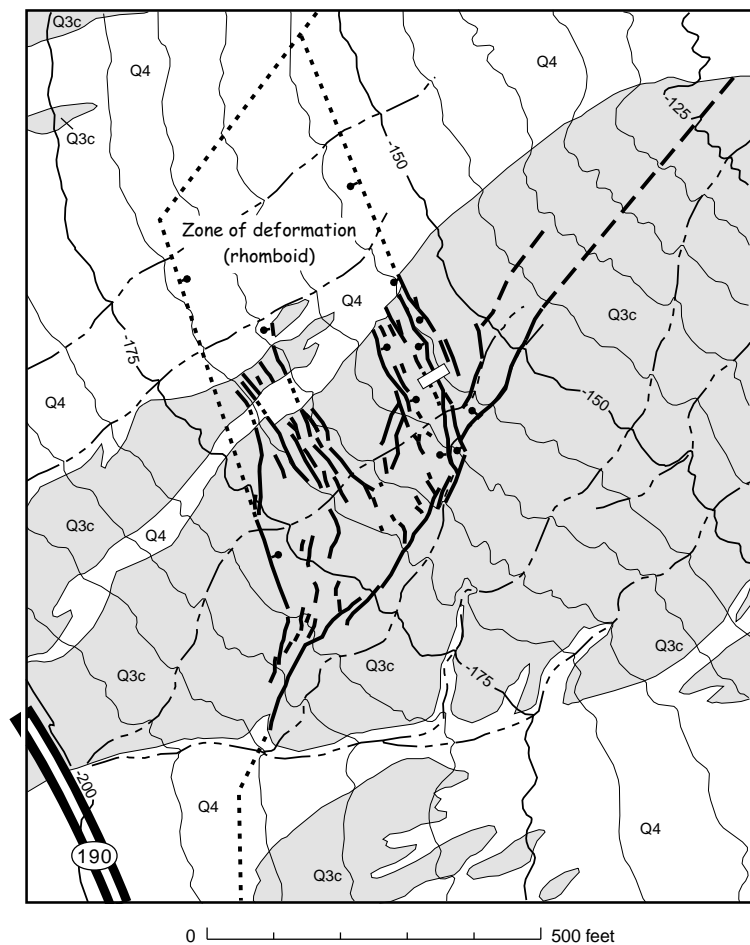 Q3c
Q4
Q4
-125
Q3c
-150
Zone of deformation
(rhomboid)
Q4
Q3c
-175
-150
Q4
Q3c
Q4
Q3c
Q3c
Q3c
-175
-200
Q4
Q4
190
Q3c
0 500 feet